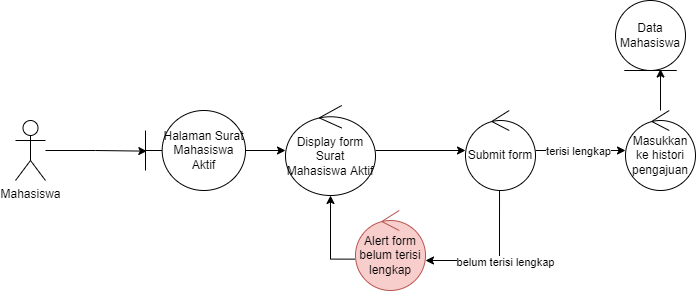 Data
Mahasiswa
Mahasiswa
Halaman Surat
Mahasiswa
Aktif
Display form
Surat
Mahasiswa Aktif
Submit form
terisi lengkap
Masukkan
ke histori
pengajuan
Alert form
belum terisi
lengkap
belum terisi lengkap